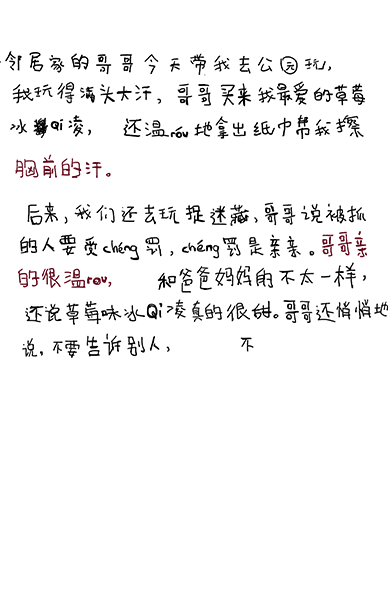 邻居家的哥哥今天带我去公园玩,
我玩得满头大汗,哥哥买来我最爱的草莓
冰Qi凌,还温róu地拿出纸巾帮我擦
胸前的汗。
后来,我们还去玩捉迷藏,哥哥说被抓
的人要受chéng罚,chéng罚是亲亲。哥哥亲
的很温rou,和爸爸妈妈的不太一样,
还说草莓味冰Qi凌真的很甜。哥哥还悄悄地
说,不要告诉别人,不